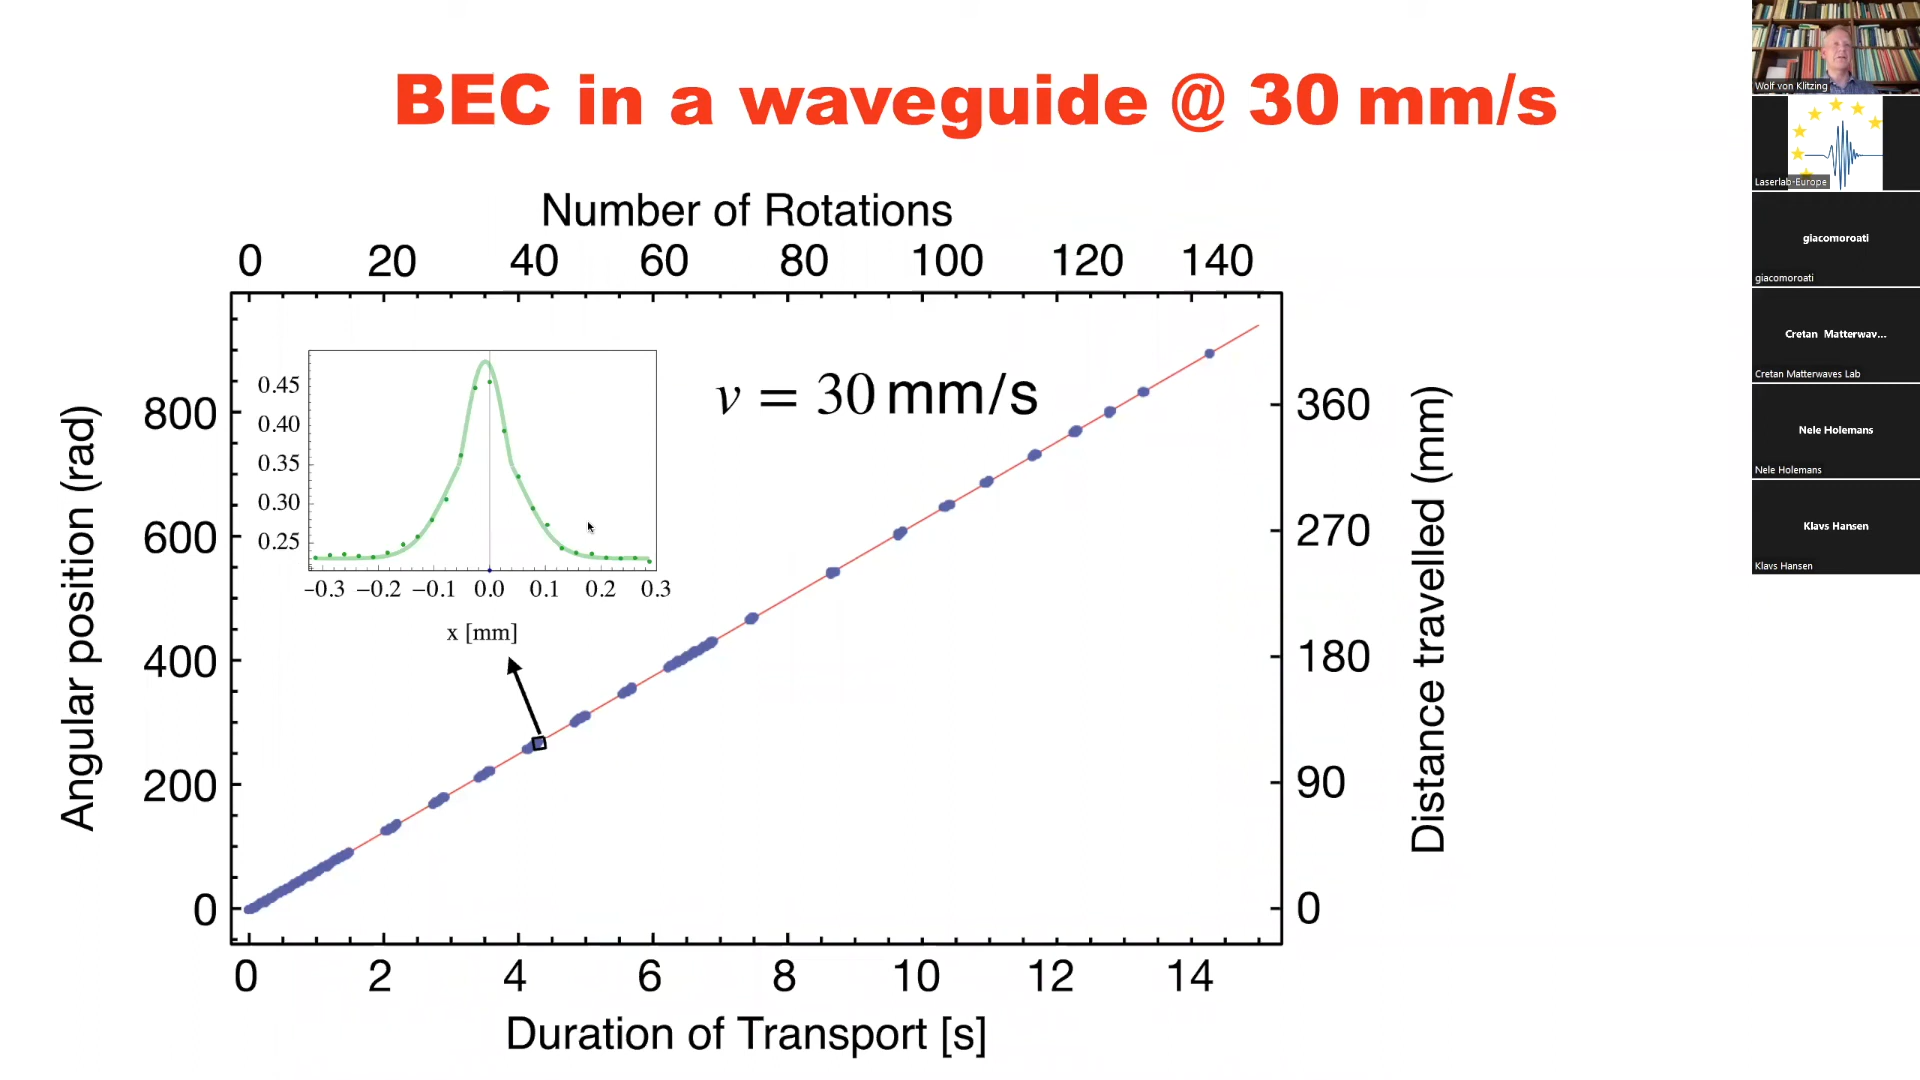 BEC in a waveguide @ 30 mm/s
Number of Rotations
0 20 40 60 80 100 120 140
v = 30 mm/s
Angular position (rad)
800
600
400
200
0
0.45
0.40
0.35
0.30
0.25
−0.3 −0.2 −0.1 0.0 0.1 0.2 0.3
x [mm]
360
270
180
90
0
Distance travelled (mm)
0 2 4 6 8 10 12 14
Duration of Transport [s]
Wolf von Klitzing
Laserlab-Europe
giacomoroati
giacomoroati
Cretan Matterwav...
Cretan Matterwaves Lab
Nele Holemans
Nele Holemans
Klavs Hansen
Klavs Hansen